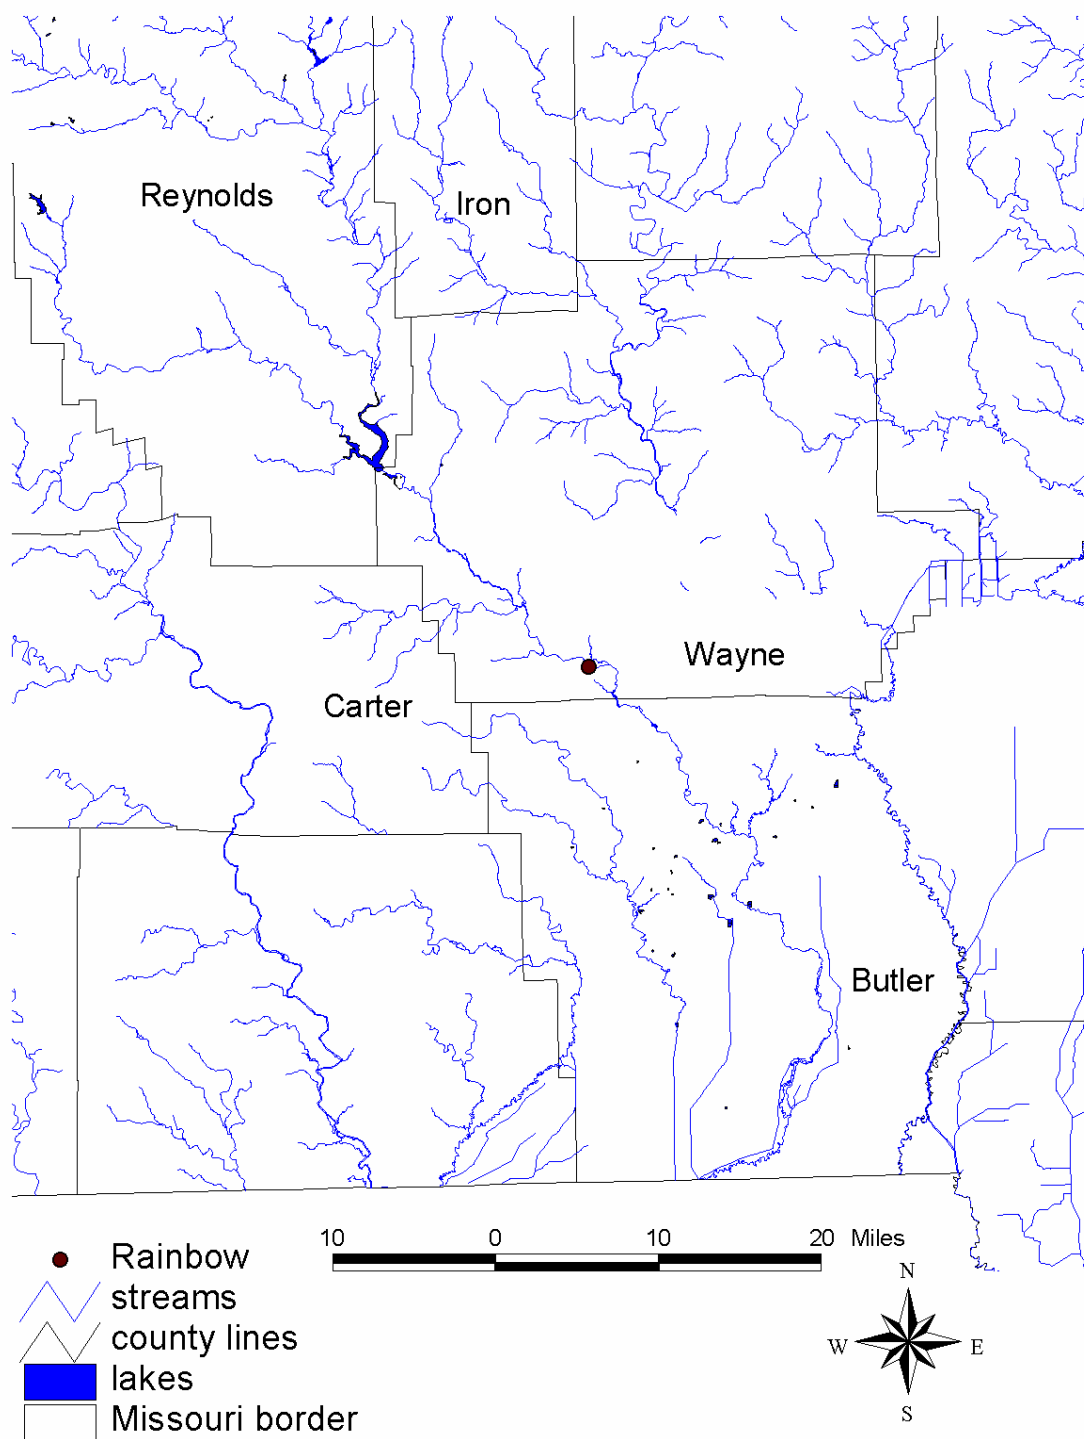 Reynolds
Iron
Wayne
Carter
Butler
10 0 10 20 Miles
Rainbow
streams
county lines
lakes
Missouri border
N
W E
S